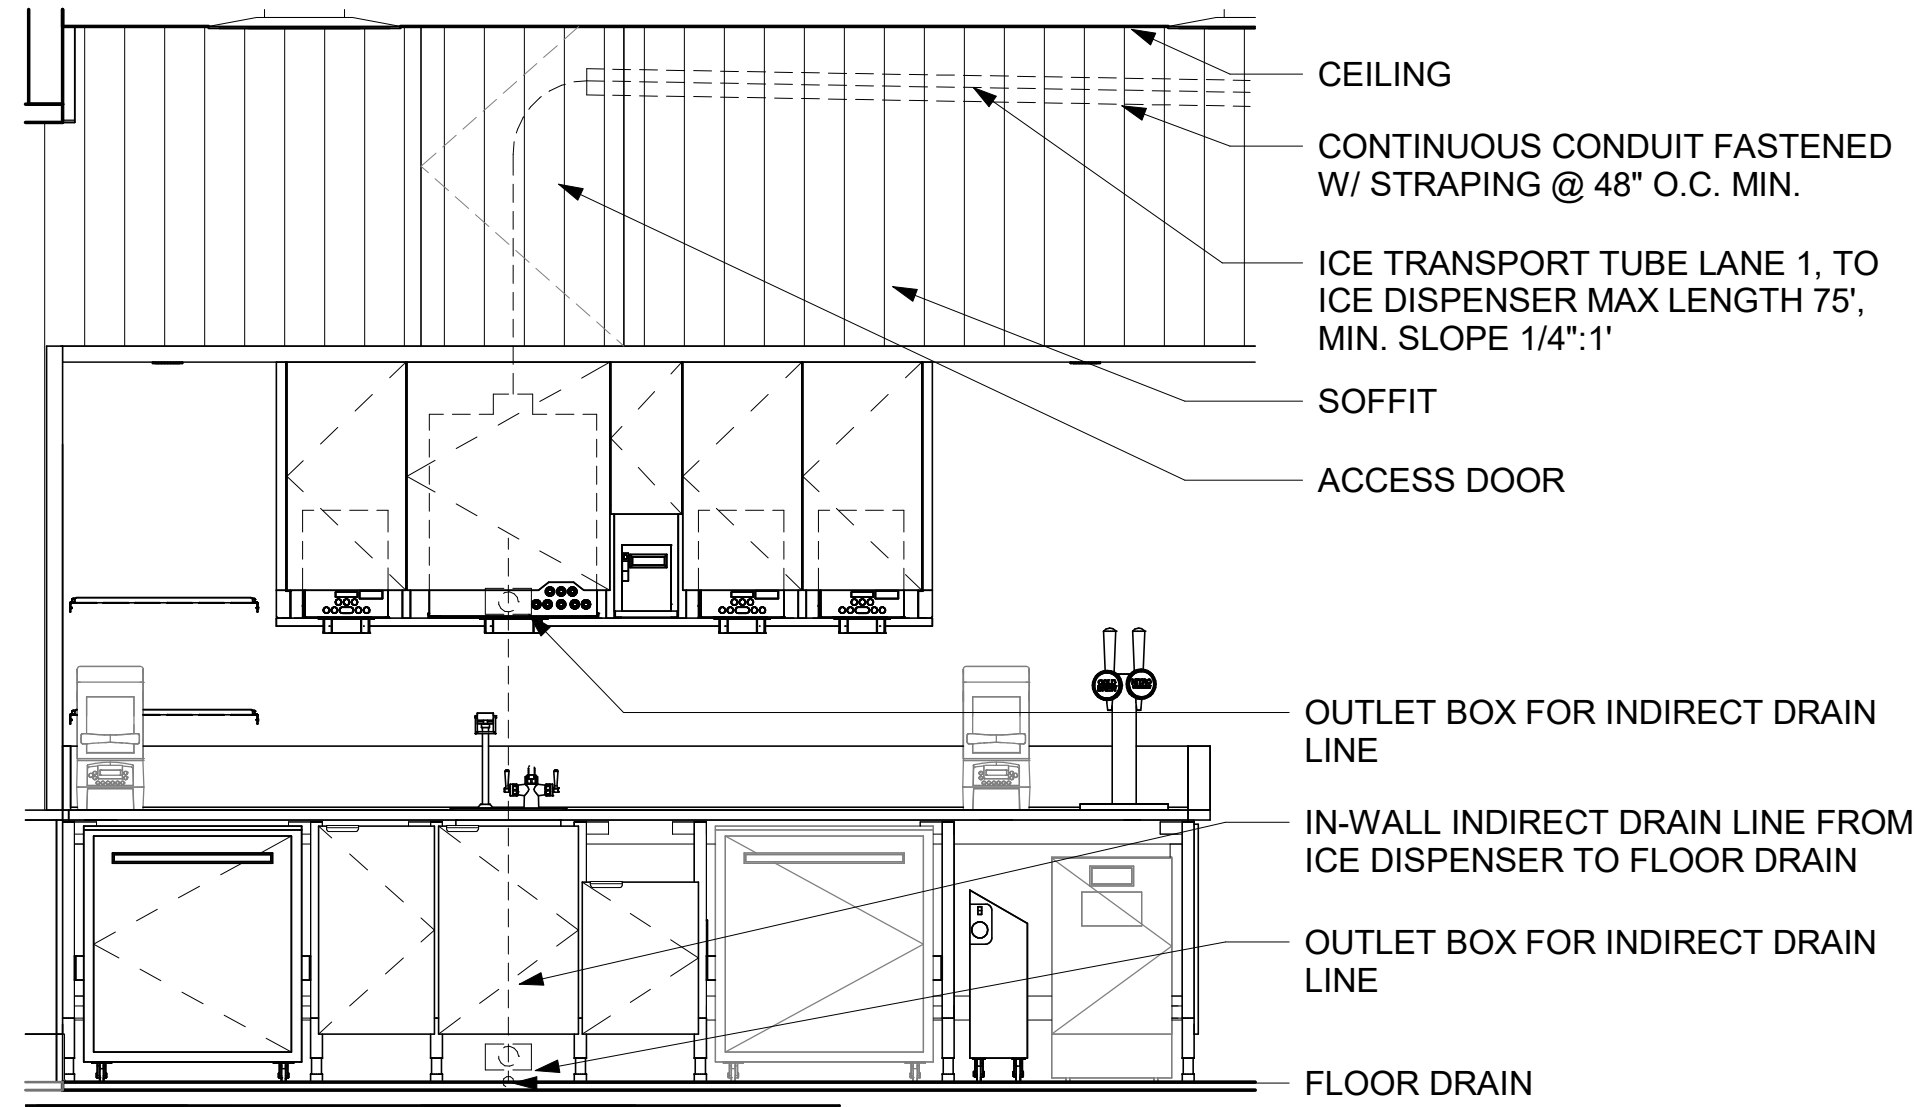 CEILING
CONTINUOUS CONDUIT FASTENED
W/ STRAPING @ 48" O.C. MIN.
ICE TRANSPORT TUBE LANE 1, TO
ICE DISPENSER MAX LENGTH 75',
MIN. SLOPE 1/4":1'
SOFFIT
ACCESS DOOR
OUTLET BOX FOR INDIRECT DRAIN
LINE
IN-WALL INDIRECT DRAIN LINE FROM
ICE DISPENSER TO FLOOR DRAIN
OUTLET BOX FOR INDIRECT DRAIN
LINE
FLOOR DRAIN